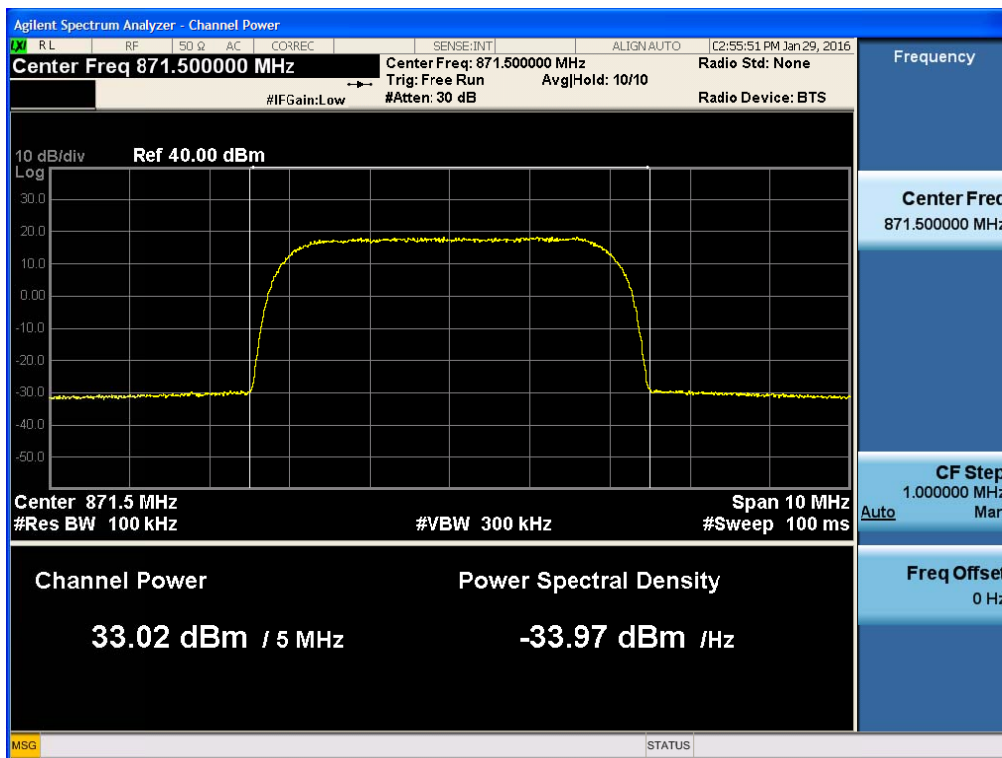 Agilent Spectrum Analyzer - Channel Power
LXI RL RF 50 Ω AC CORREC SENSE:INT ALIGN AUTO 02:55:51 PM Jan 29, 2016
Center Freq 871.500000 MHz
Center Freq: 871.500000 MHz
Radio Std: None
Trig: Free Run Avg|Hold: 10/10
#IFGain:Low
#Atten: 30 dB
Radio Device: BTS
10 dB/div Ref 40.00 dBm
Log
30.0
20.0
10.0
0.00
-10.0
-20.0
-30.0
-40.0
-50.0
Center 871.5 MHz Span 10 MHz
#Res BW 100 kHz #VBW 300 kHz #Sweep 100 ms
Channel Power Power Spectral Density
33.02 dBm / 5 MHz -33.97 dBm /Hz
Frequency
Center Freq
871.500000 MHz
CF Step
1.000000 MHz
Auto Man
Freq Offset
0 Hz
MSG STATUS